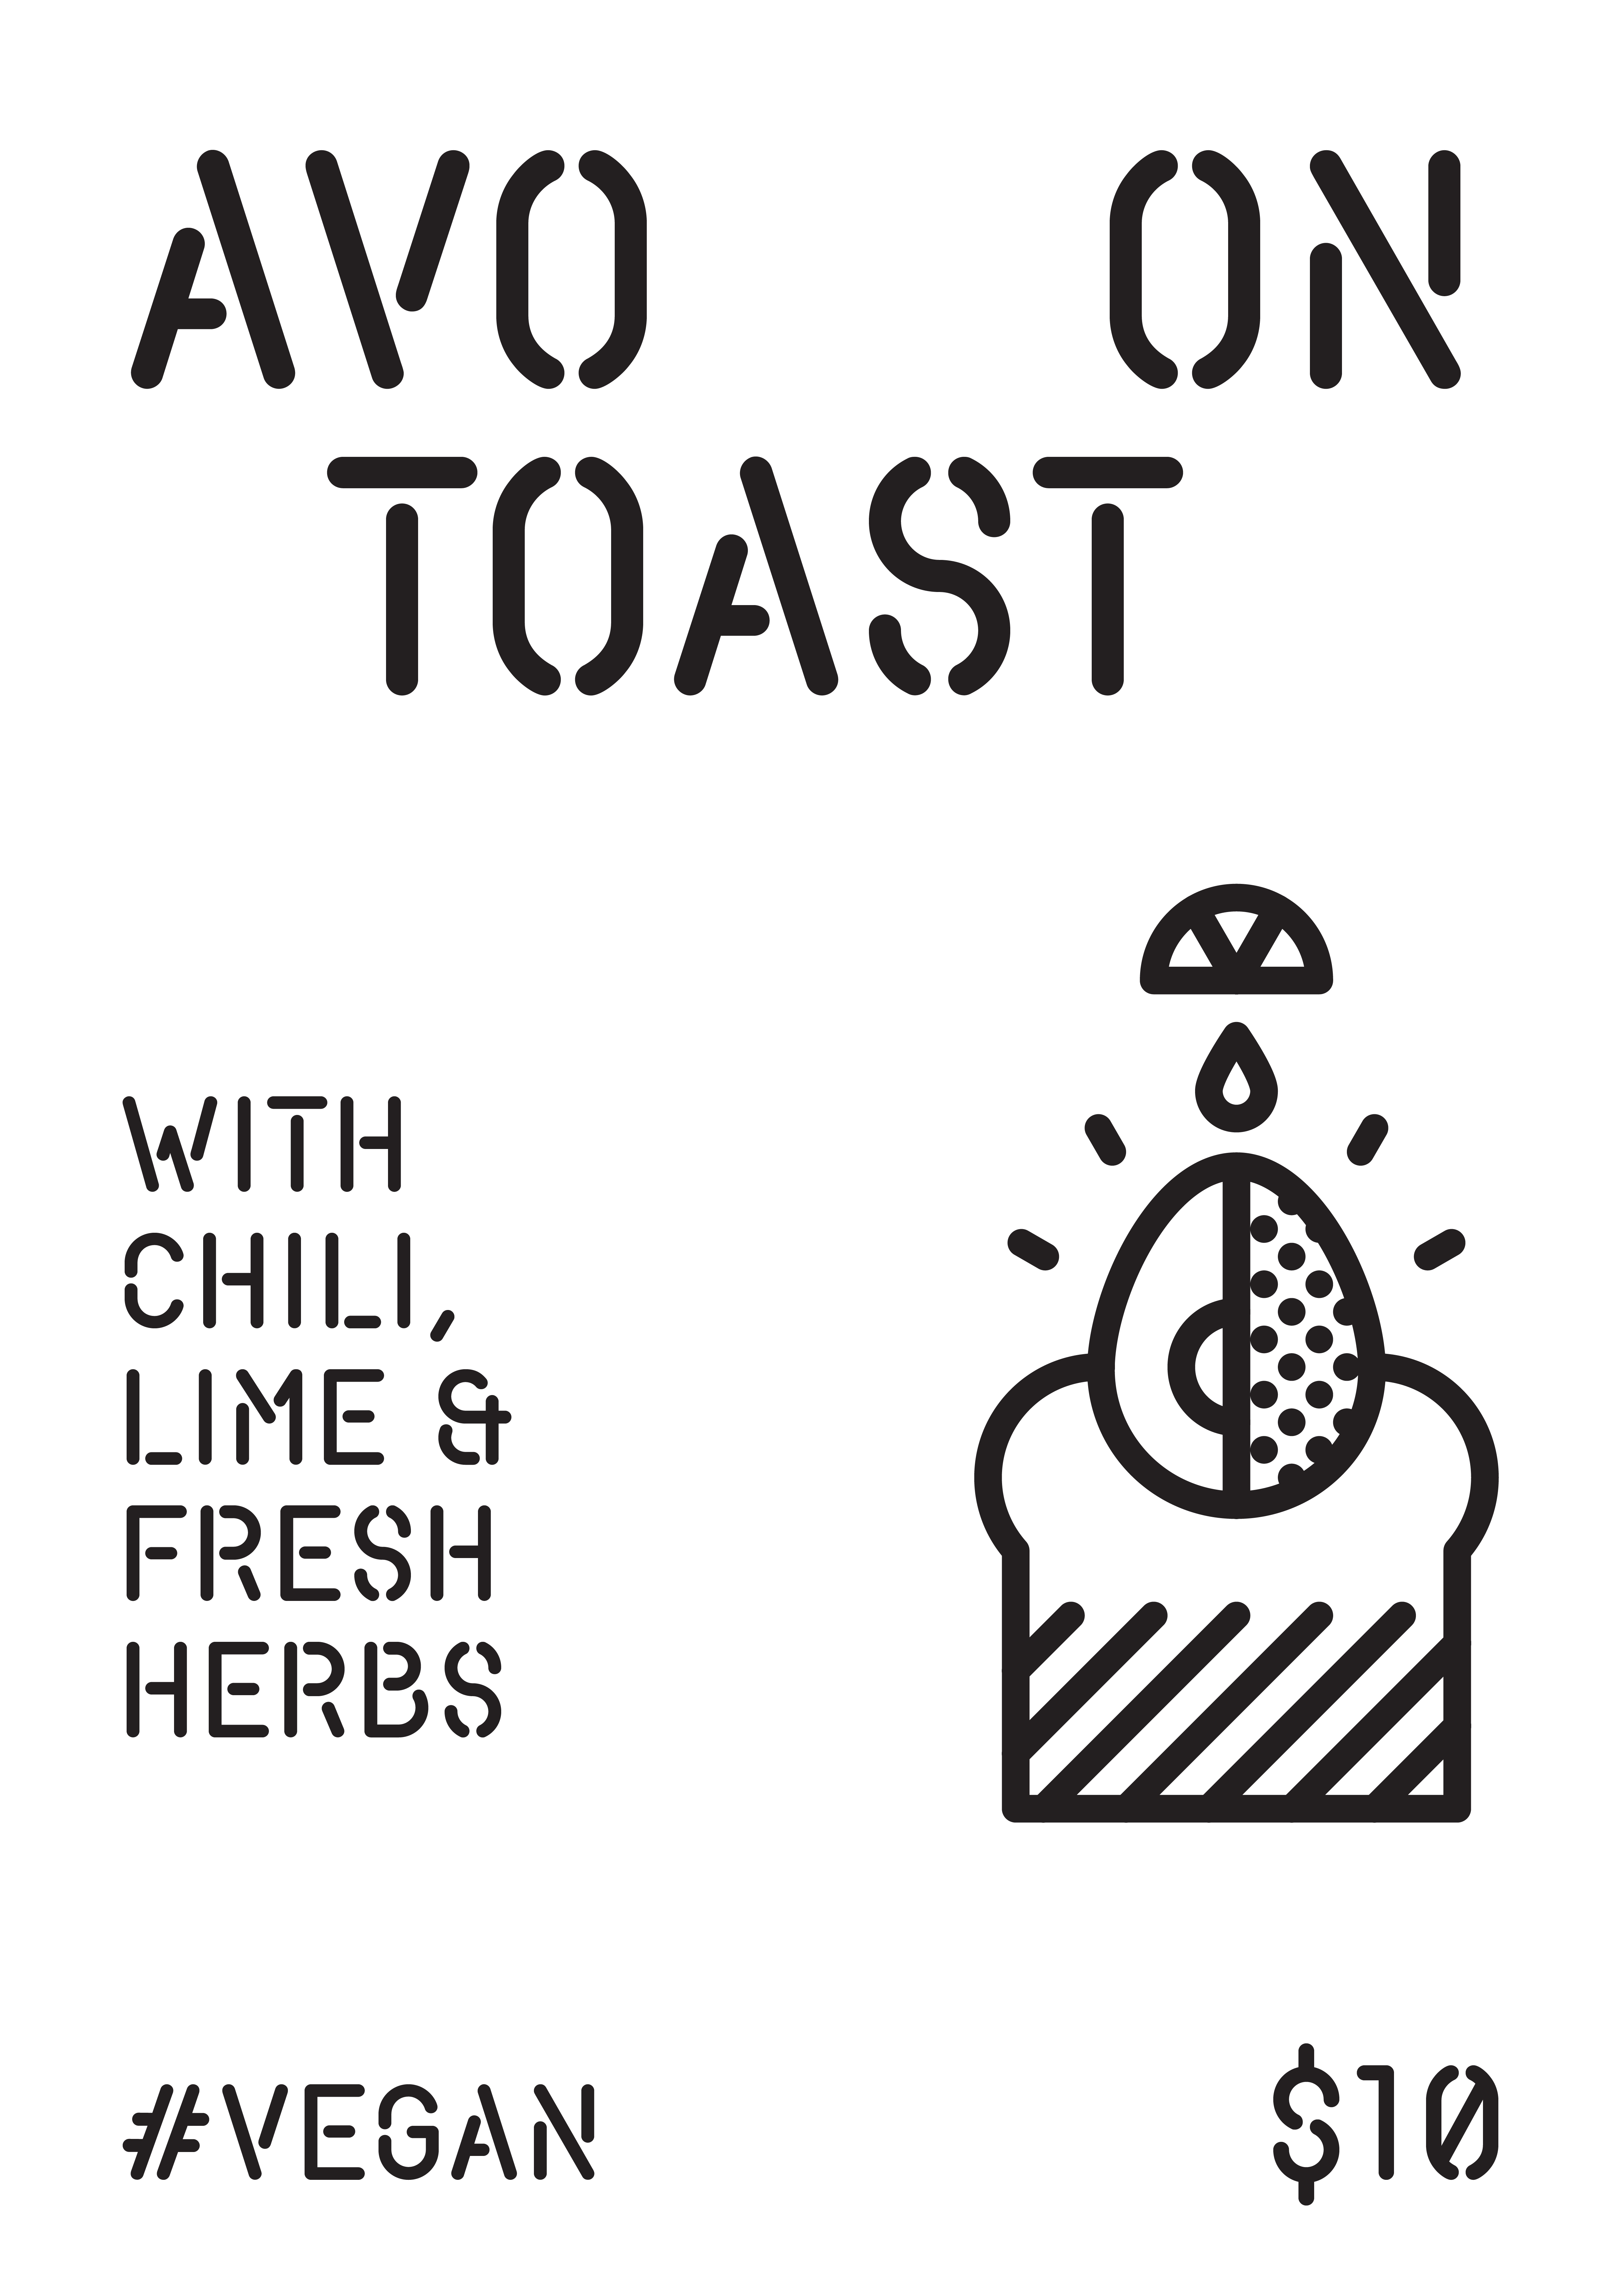 AVO ON
TOAST
WITH
CHILI,
LIME &
FRESH
HERBS
#VEGAN
$10